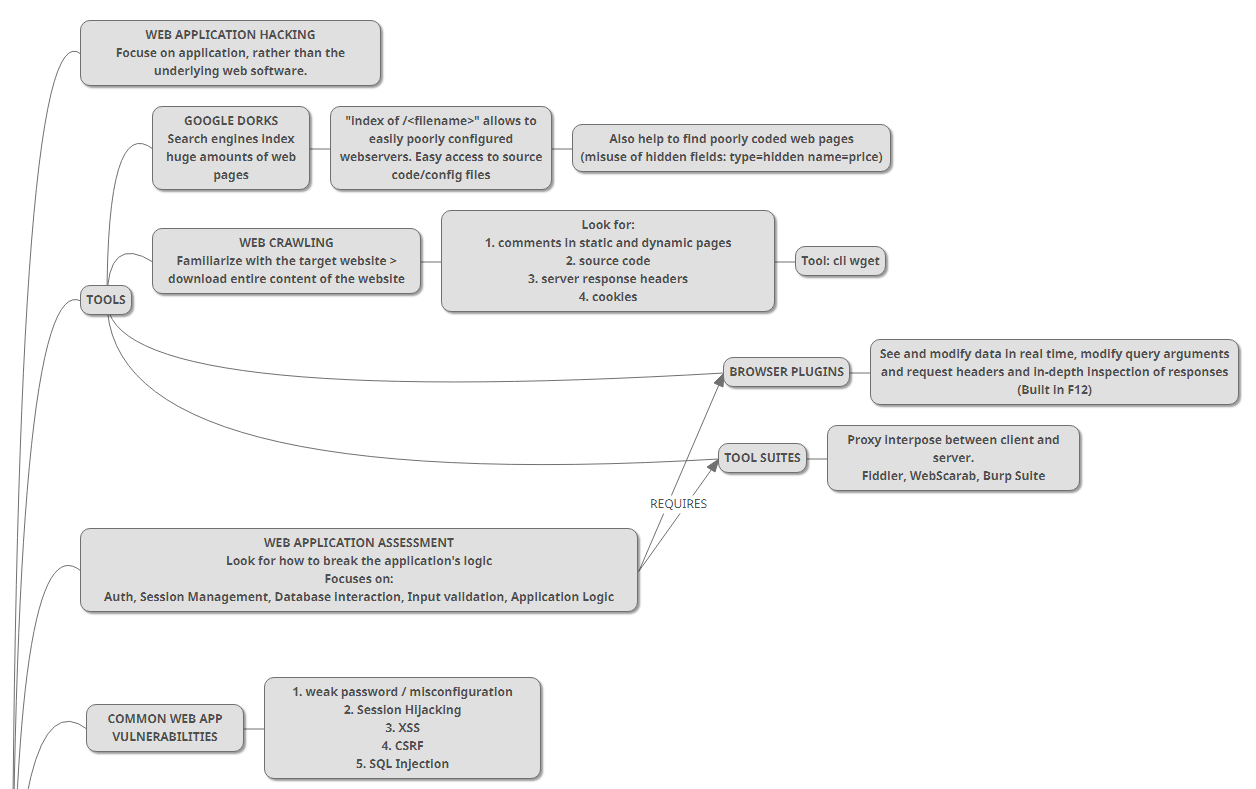 WEB APPLICATION HACKING
Focuse on application, rather than the
underlying web software.
GOOGLE DORKS
Search engines index
huge amounts of web
pages
"index of /<filename>" allows to
easily poorly configured
webservers. Easy access to source
code/config files
Also help to find poorly coded web pages
(misuse of hidden fields: type=hidden name=price)
WEB CRAWLING
Familiarize with the target website >
download entire content of the website
Look for:
1. comments in static and dynamic pages
2. source code
3. server response headers
4. cookies
Tool: cli wget
TOOLS
BROWSER PLUGINS
See and modify data in real time, modify query arguments
and request headers and in-depth inspection of responses
(Built in F12)
TOOL SUITES
Proxy interpose between client and
server.
Fiddler, WebScarab, Burp Suite
REQUIRES
WEB APPLICATION ASSESSMENT
Look for how to break the application's logic
Focuses on:
Auth, Session Management, Database interaction, Input validation, Application Logic
COMMON WEB APP
VULNERABILITIES
1. weak password / misconfiguration
2. Session Hijacking
3. XSS
4. CSRF
5. SQL Injection